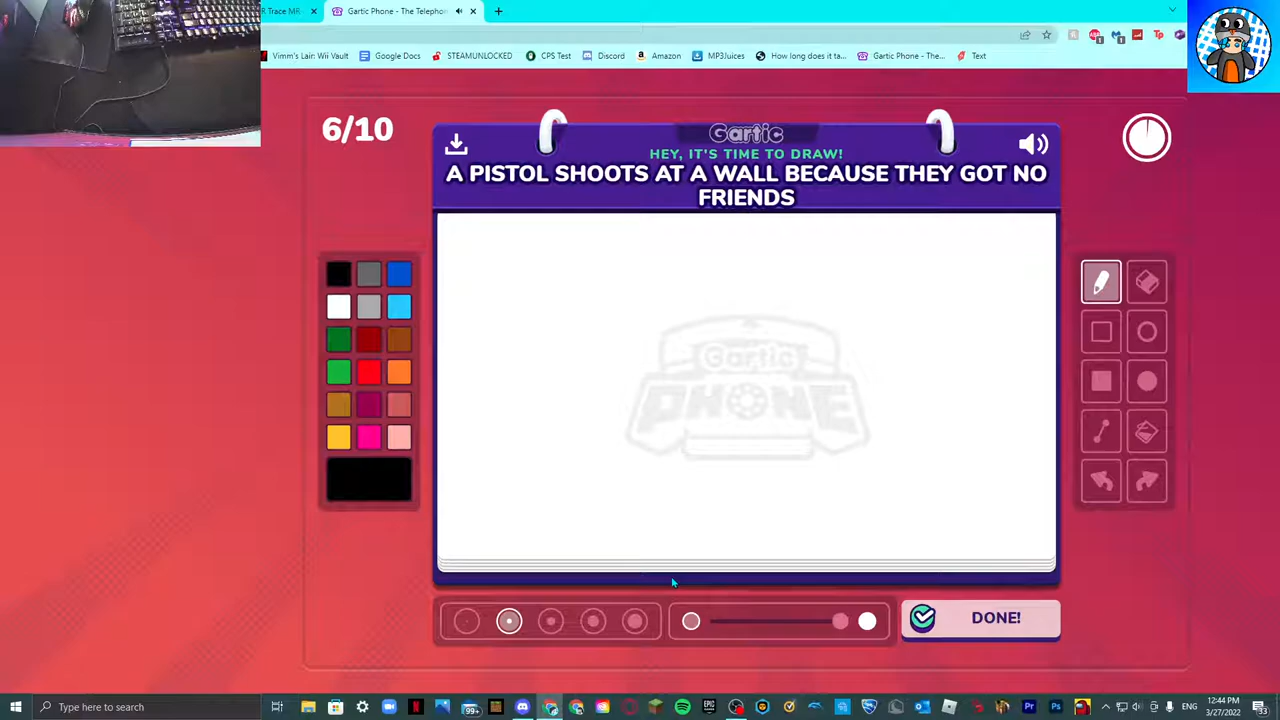 R Trace MR
Gartic Phone - The Telephon
Vimm's Lair: Wii Vault
Google Docs
STEAMUNLOCKED
CPS Test
Discord
Amazon
MP3Juices
How long does it ta...
Gartic Phone - The...
Text
6/10
Gartic
HEY, IT'S TIME TO DRAW!
A PISTOL SHOOTS AT A WALL BECAUSE THEY GOT NO
FRIENDS
Gartic
PHONE
DONE!
Type here to search
99+
12:44 PM
3/27/2022